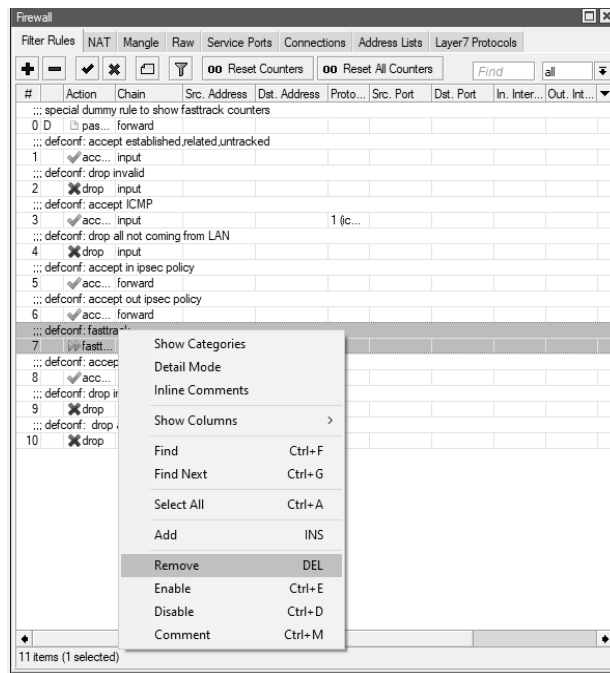 Firewall
Filter Rules NAT Mangle Raw Service Ports Connections Address Lists Layer7 Protocols
00 Reset Counters 00 Reset All Counters Find all
# Action Chain Src. Address Dst. Address Proto... Src. Port Dst. Port In. Inter... Out. Int...
;;; special dummy rule to show fasttrack counters
0 D pas... forward
;;; defconf: accept established,related,untracked
1 acc... input
;;; defconf: drop invalid
2 drop input
;;; defconf: accept ICMP
3 acc... input 1 (ic...
;;; defconf: drop all not coming from LAN
4 drop input
;;; defconf: accept in ipsec policy
5 acc... forward
;;; defconf: accept out ipsec policy
6 acc... forward
;;; defconf:
7 fastt...
;;; defconf:
8 acc...
;;; defconf: drop
9 drop
;;; defconf: drop
10 drop
Show Categories
Detail Mode
Inline Comments
Show Columns >
Find Ctrl+F
Find Next Ctrl+G
Select All Ctrl+A
Add INS
Remove DEL
Enable Ctrl+E
Disable Ctrl+D
Comment Ctrl+M
11 items (1 selected)